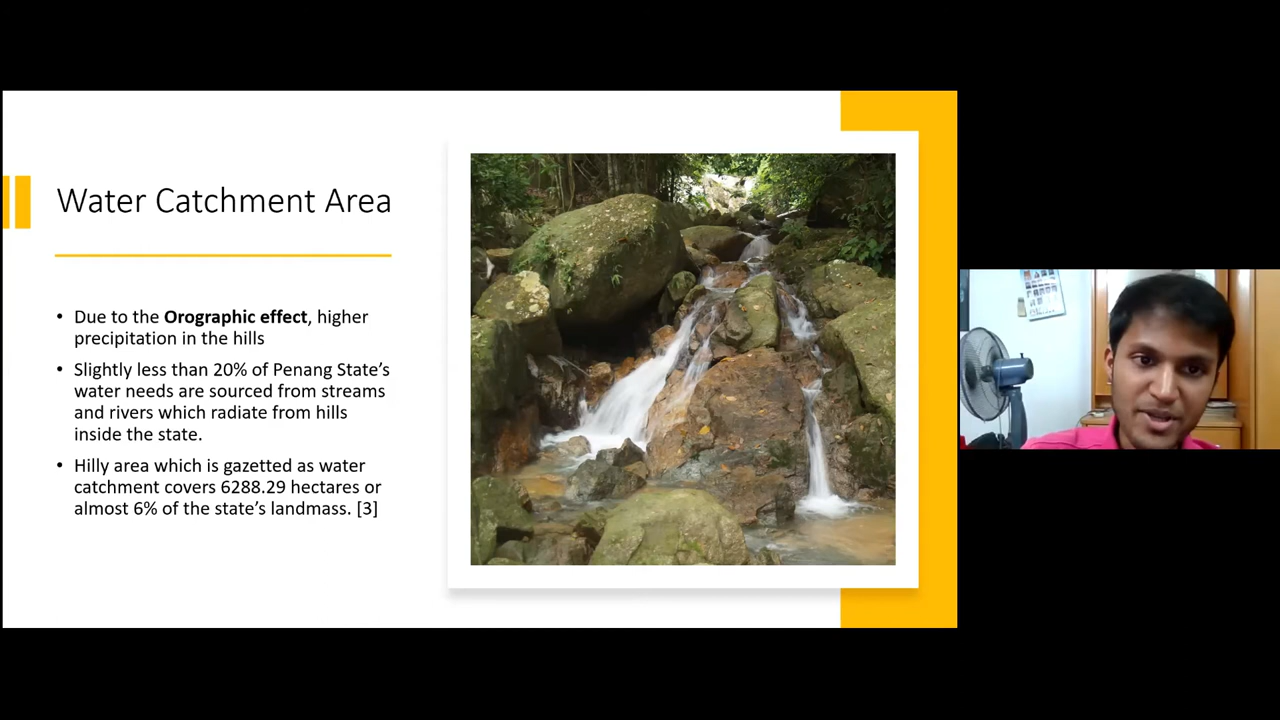 Water Catchment Area
• Due to the Orographic effect, higher
precipitation in the hills
• Slightly less than 20% of Penang State’s
water needs are sourced from streams
and rivers which radiate from hills
inside the state.
• Hilly area which is gazetted as water
catchment covers 6288.29 hectares or
almost 6% of the state’s landmass. [3]